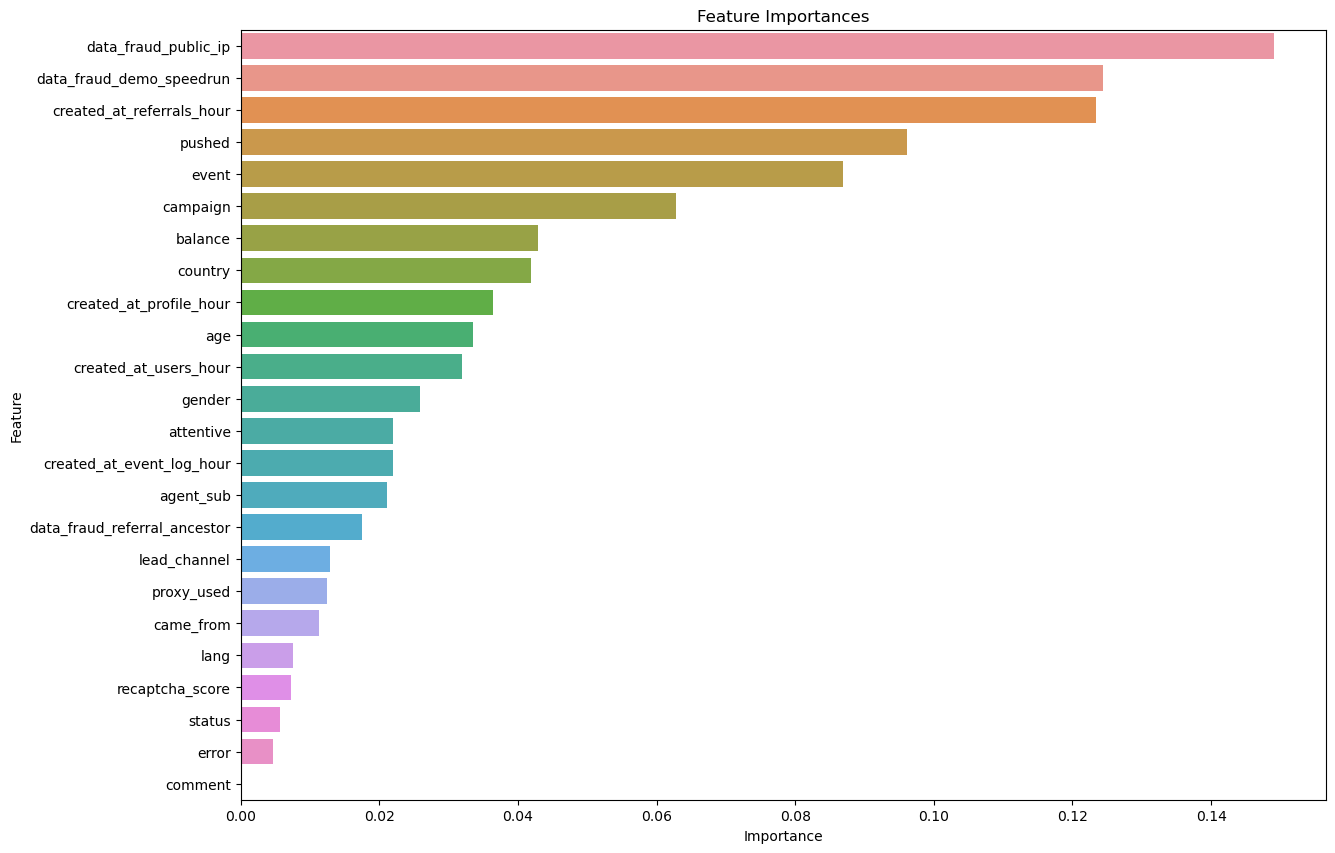 Feature Importances
data_fraud_public_ip
data_fraud_demo_speedrun
created_at_referrals_hour
pushed
event
campaign
balance
country
created_at_profile_hour
age
created_at_users_hour
gender
attentive
created_at_event_log_hour
agent_sub
data_fraud_referral_ancestor
lead_channel
proxy_used
came_from
lang
recaptcha_score
status
error
comment
Feature
0.00 0.02 0.04 0.06 0.08 0.10 0.12 0.14
Importance